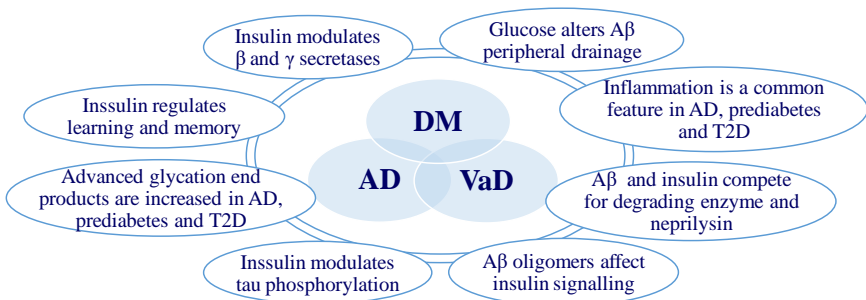 Insulin modulates
β and γ secretases
Glucose alters Aβ
peripheral drainage
Inssulin regulates
learning and memory
Inflammation is a common
feature in AD, prediabetes
and T2D
DM
AD
VaD
Advanced glycation end
products are increased in AD,
prediabetes and T2D
Aβ and insulin compete
for degrading enzyme and
neprilysin
Inssulin modulates
tau phosphorylation
Aβ oligomers affect
insulin signalling